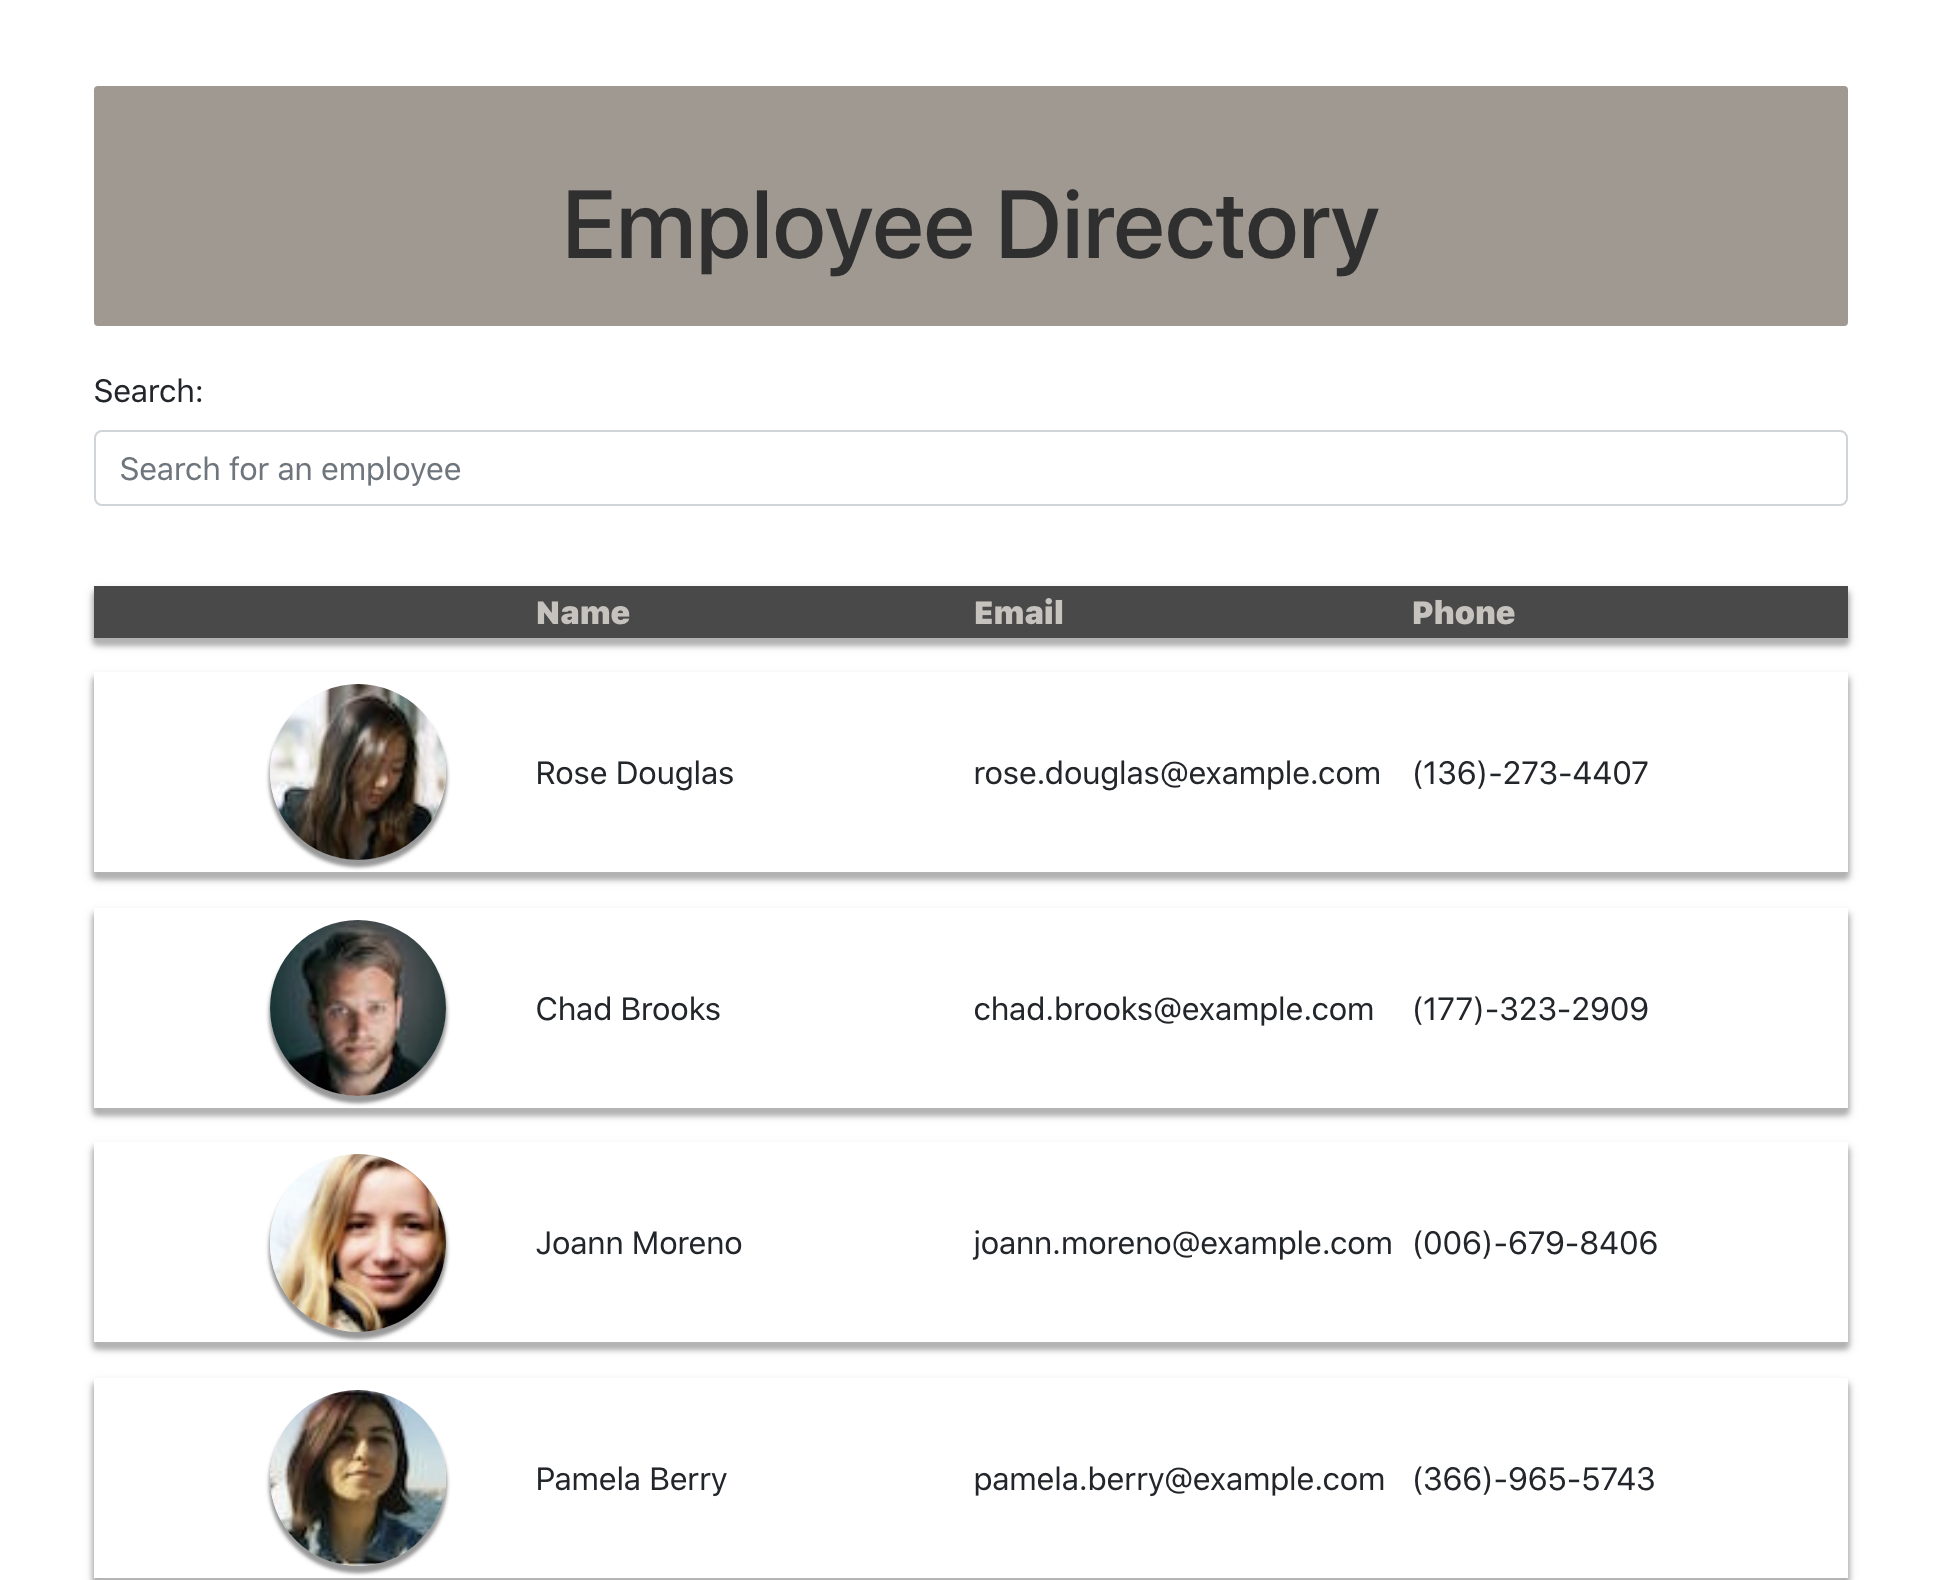 Employee Directory
Search:
Search for an employee
Name Email Phone
Rose Douglas rose.douglas@example.com (136)-273-4407
Chad Brooks chad.brooks@example.com (177)-323-2909
Joann Moreno joann.moreno@example.com (006)-679-8406
Pamela Berry pamela.berry@example.com (366)-965-5743